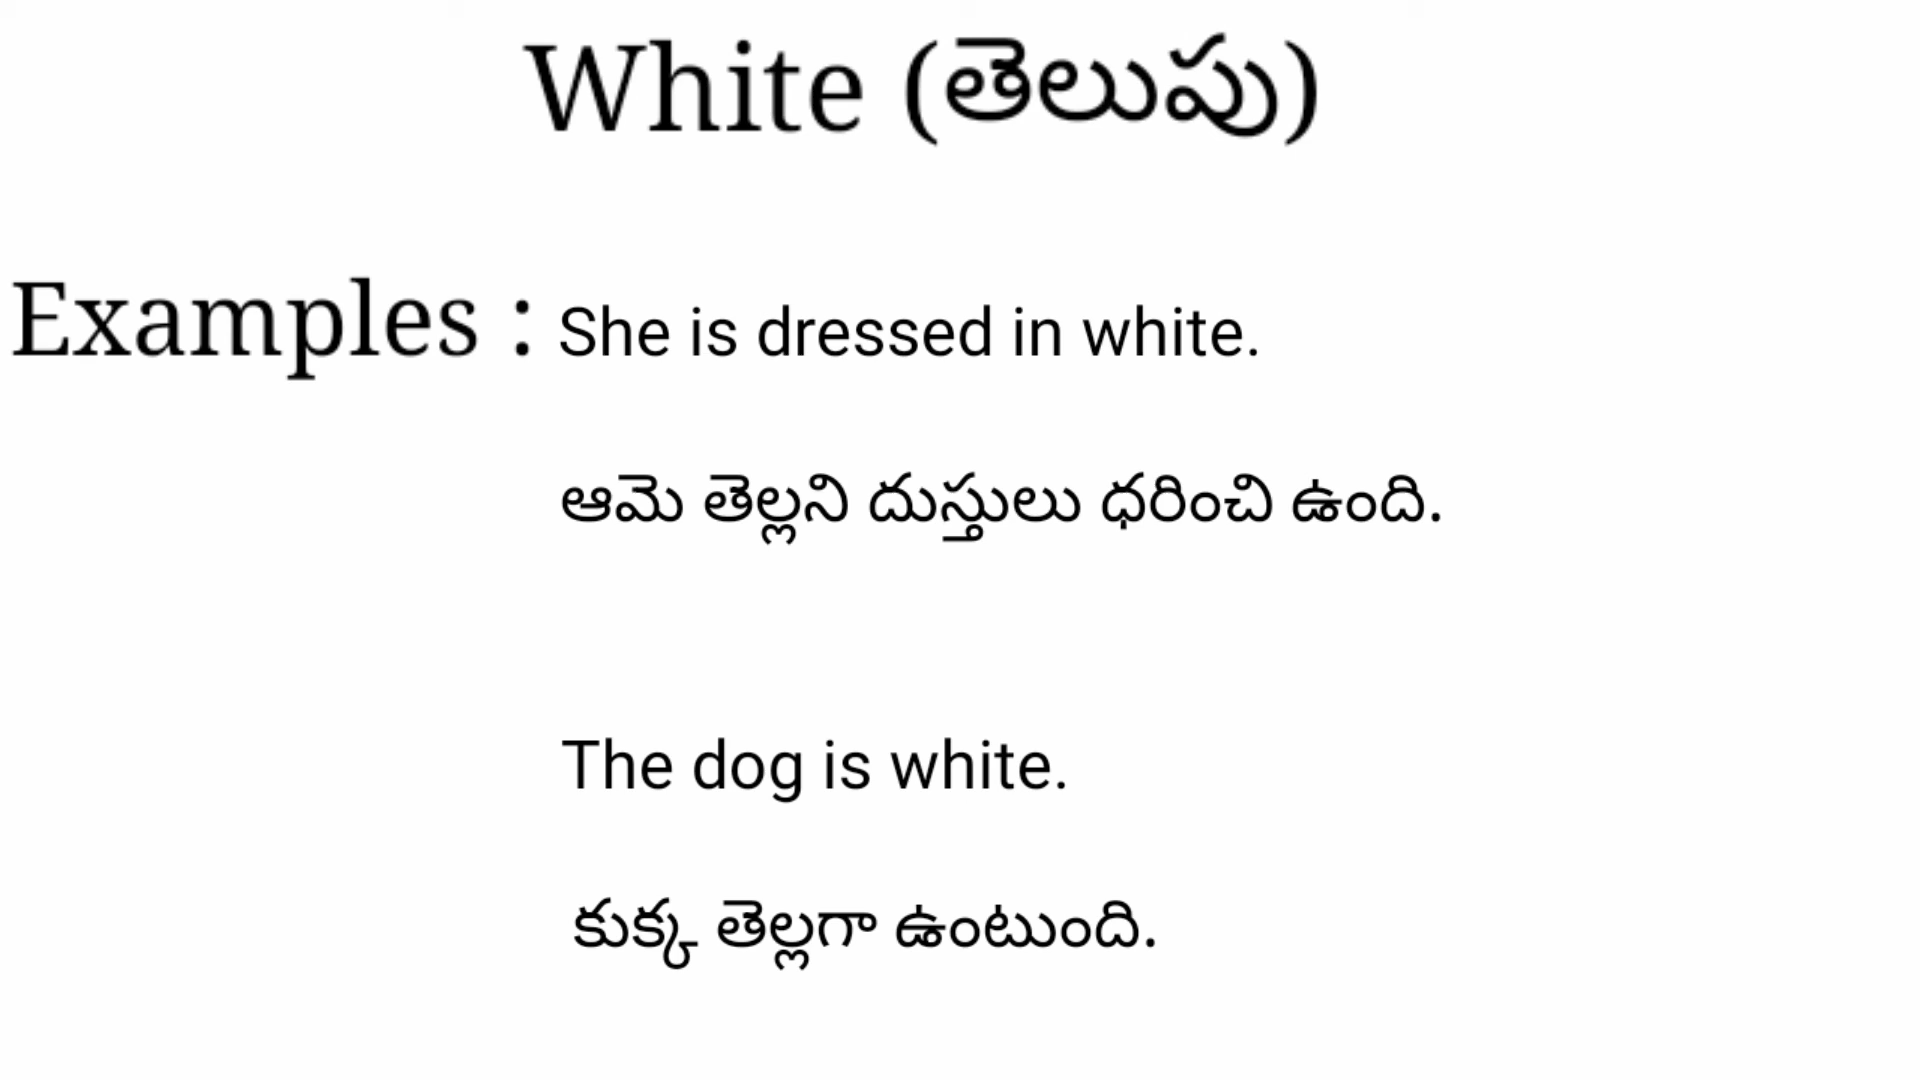 White (తెలుపు)
Examples : She is dressed in white.
ఆమె తెల్లని దుస్తులు ధరించి ఉంది.
The dog is white.
కుక్క తెల్లగా ఉంటుంది.